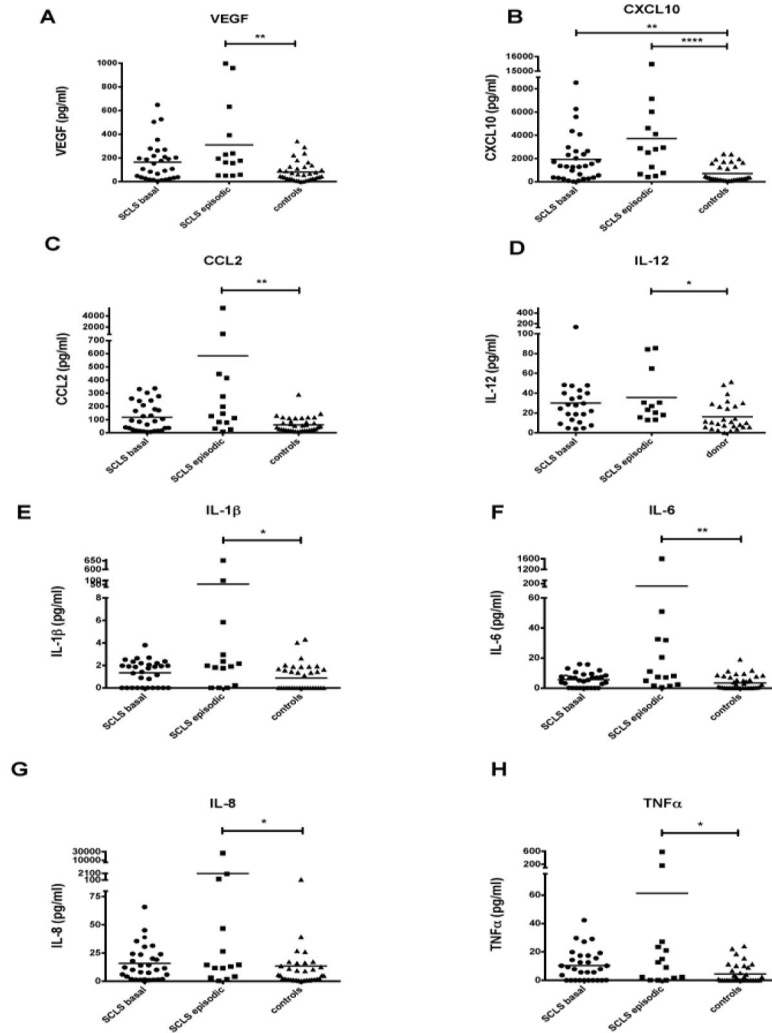 A
VEGF
**
VEGF (pg/ml)
1000
800
600
400
200
0
SCLS basal
SCLS episodic
controls
B
CXCL10
**
****
CXCL10 (pg/ml)
16000
15000
8000
6000
4000
2000
0
SCLS basal
SCLS episodic
controls
C
CCL2
**
CCL2 (pg/ml)
4000
2000
700
600
500
400
300
200
100
0
SCLS basal
SCLS episodic
controls
D
IL-12
*
IL-12 (pg/ml)
400
200
100
80
60
40
20
0
SCLS basal
SCLS episodic
donor
E
IL-1β
*
IL-1β (pg/ml)
650
600
100
50
8
6
4
2
0
SCLS basal
SCLS episodic
controls
F
IL-6
**
IL-6 (pg/ml)
1600
1200
200
60
40
20
0
SCLS basal
SCLS episodic
controls
G
IL-8
*
IL-8 (pg/ml)
30000
10000
2100
100
75
50
25
0
SCLS basal
SCLS episodic
controls
H
TNFα
*
TNFα (pg/ml)
600
200
60
40
20
0
SCLS basal
SCLS episodic
controls